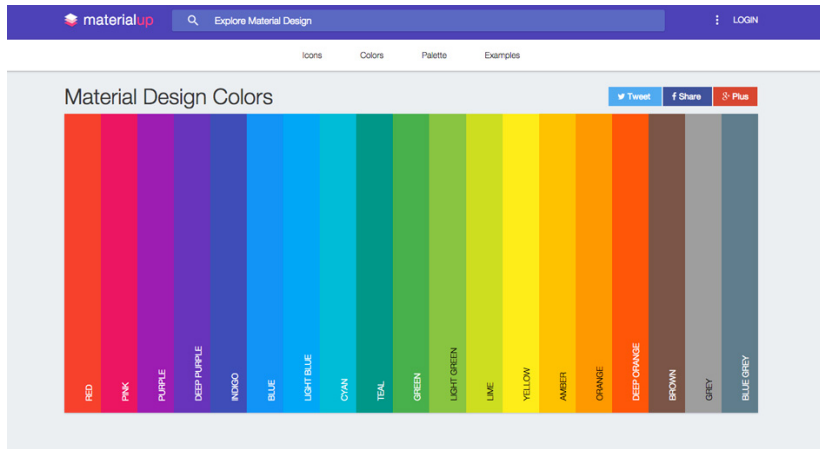 materialup
Explore Material Design
LOGIN
Icons Colors Palette Examples
Material Design Colors
Tweet
f Share
g+ Plus
RED
PINK
PURPLE
DEEP PURPLE
INDIGO
BLUE
LIGHT BLUE
CYAN
TEAL
GREEN
LIGHT GREEN
LIME
YELLOW
AMBER
ORANGE
DEEP ORANGE
BROWN
GREY
BLUE GREY